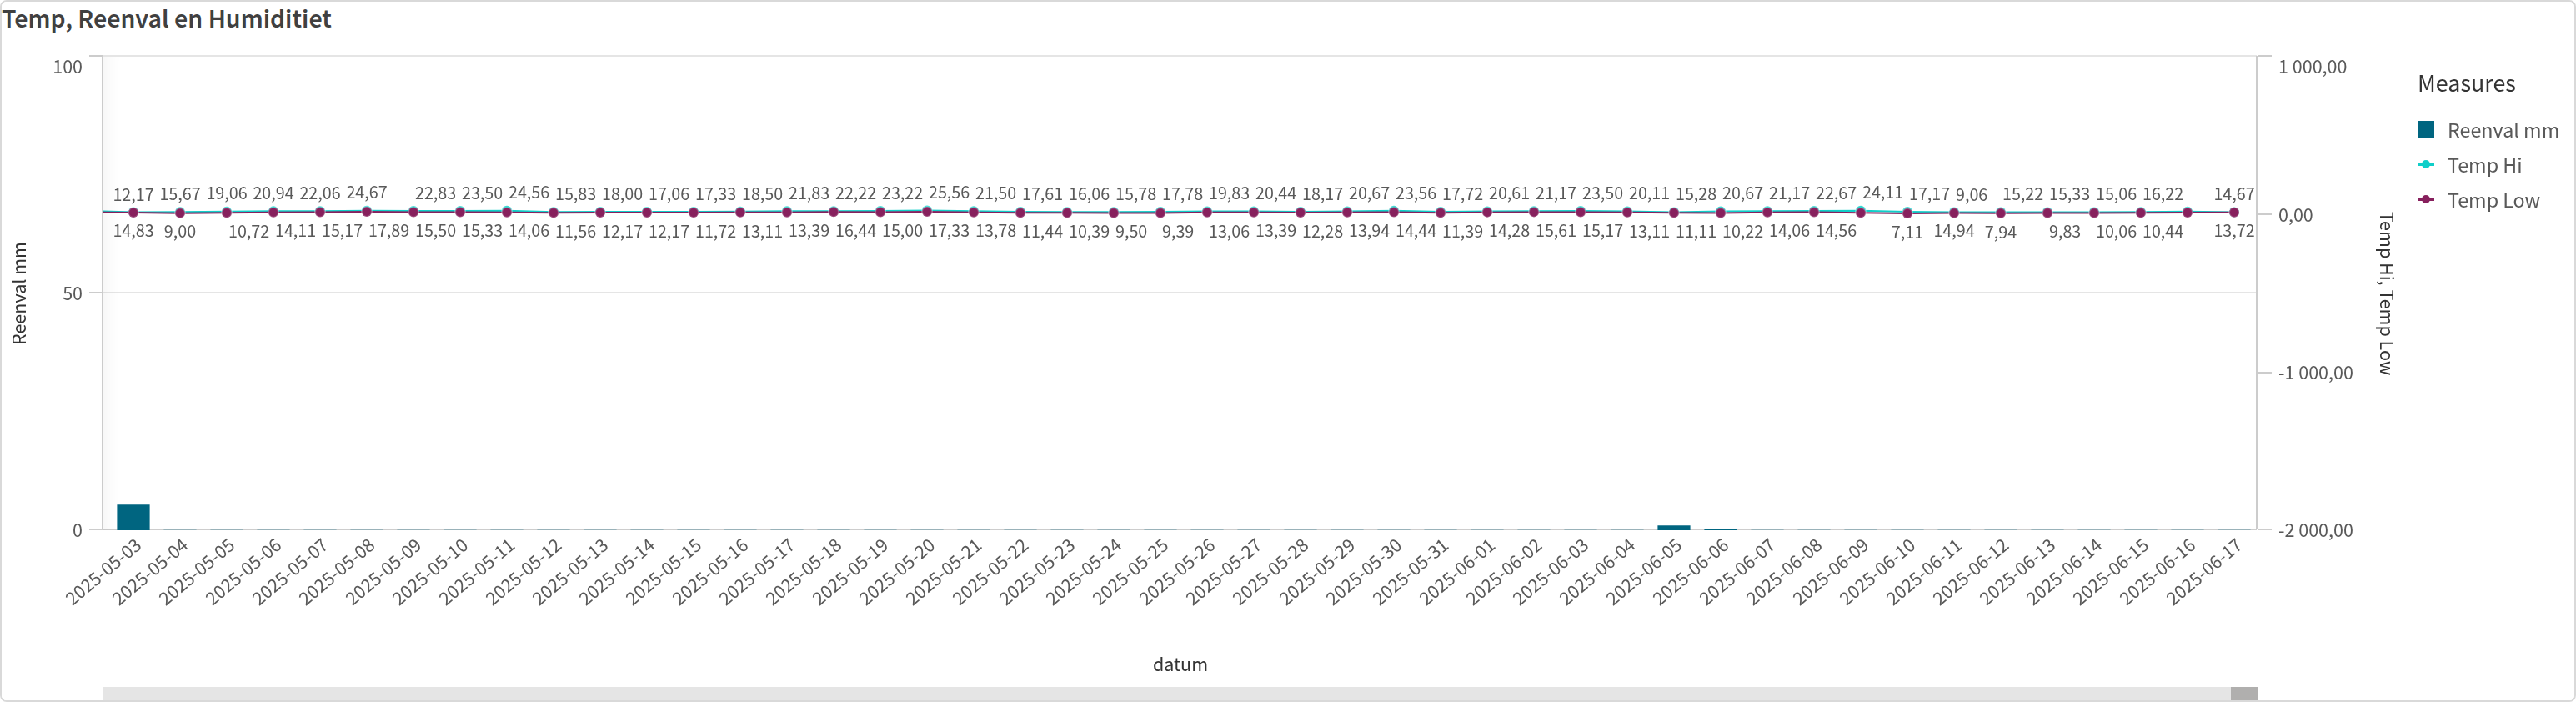 Temp, Reenval en Humiditiet
100
50
0
Reenval mm
12,17 15,67 19,06 20,94 22,06 24,67 22,83 23,50 24,56 15,83 18,00 17,06 17,33 18,50 21,83 22,22 23,22 25,56 21,50 17,61 16,06 15,78 17,78 19,83 20,44 18,17 20,67 23,56 17,72 20,61 21,17 23,50 20,11 15,28 20,67 21,17 22,67 24,11 17,17 9,06 15,22 15,33 15,06 16,22 14,67
14,83 9,00 10,72 14,11 15,17 17,89 15,50 15,33 14,06 11,56 12,17 12,17 11,72 13,11 13,39 16,44 15,00 17,33 13,78 11,44 10,39 9,50 9,39 13,06 13,39 12,28 13,94 14,44 11,39 14,28 15,61 15,17 13,11 11,11 10,22 14,06 14,56 7,11 14,94 7,94 9,83 10,06 10,44 13,72
1 000,00
0,00
-1 000,00
-2 000,00
Temp Hi, Temp Low
2025-05-03 2025-05-04 2025-05-05 2025-05-06 2025-05-07 2025-05-08 2025-05-09 2025-05-10 2025-05-11 2025-05-12 2025-05-13 2025-05-14 2025-05-15 2025-05-16 2025-05-17 2025-05-18 2025-05-19 2025-05-20 2025-05-21 2025-05-22 2025-05-23 2025-05-24 2025-05-25 2025-05-26 2025-05-27 2025-05-28 2025-05-29 2025-05-30 2025-05-31 2025-06-01 2025-06-02 2025-06-03 2025-06-04 2025-06-05 2025-06-06 2025-06-07 2025-06-08 2025-06-09 2025-06-10 2025-06-11 2025-06-12 2025-06-13 2025-06-14 2025-06-15 2025-06-16 2025-06-17
datum
Measures
Reenval mm
Temp Hi
Temp Low